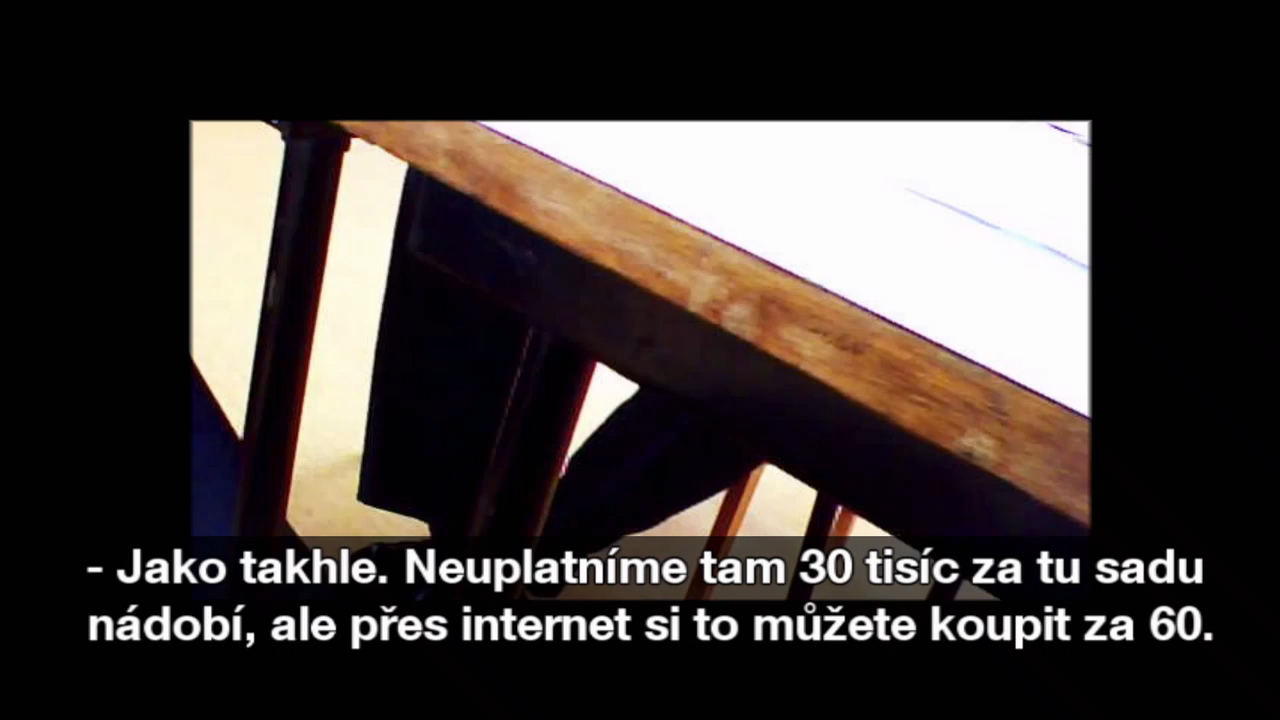 - Jako takhle. Neuplatníme tam 30 tisíc za tu sadu
nádobí, ale přes internet si to můžete koupit za 60.